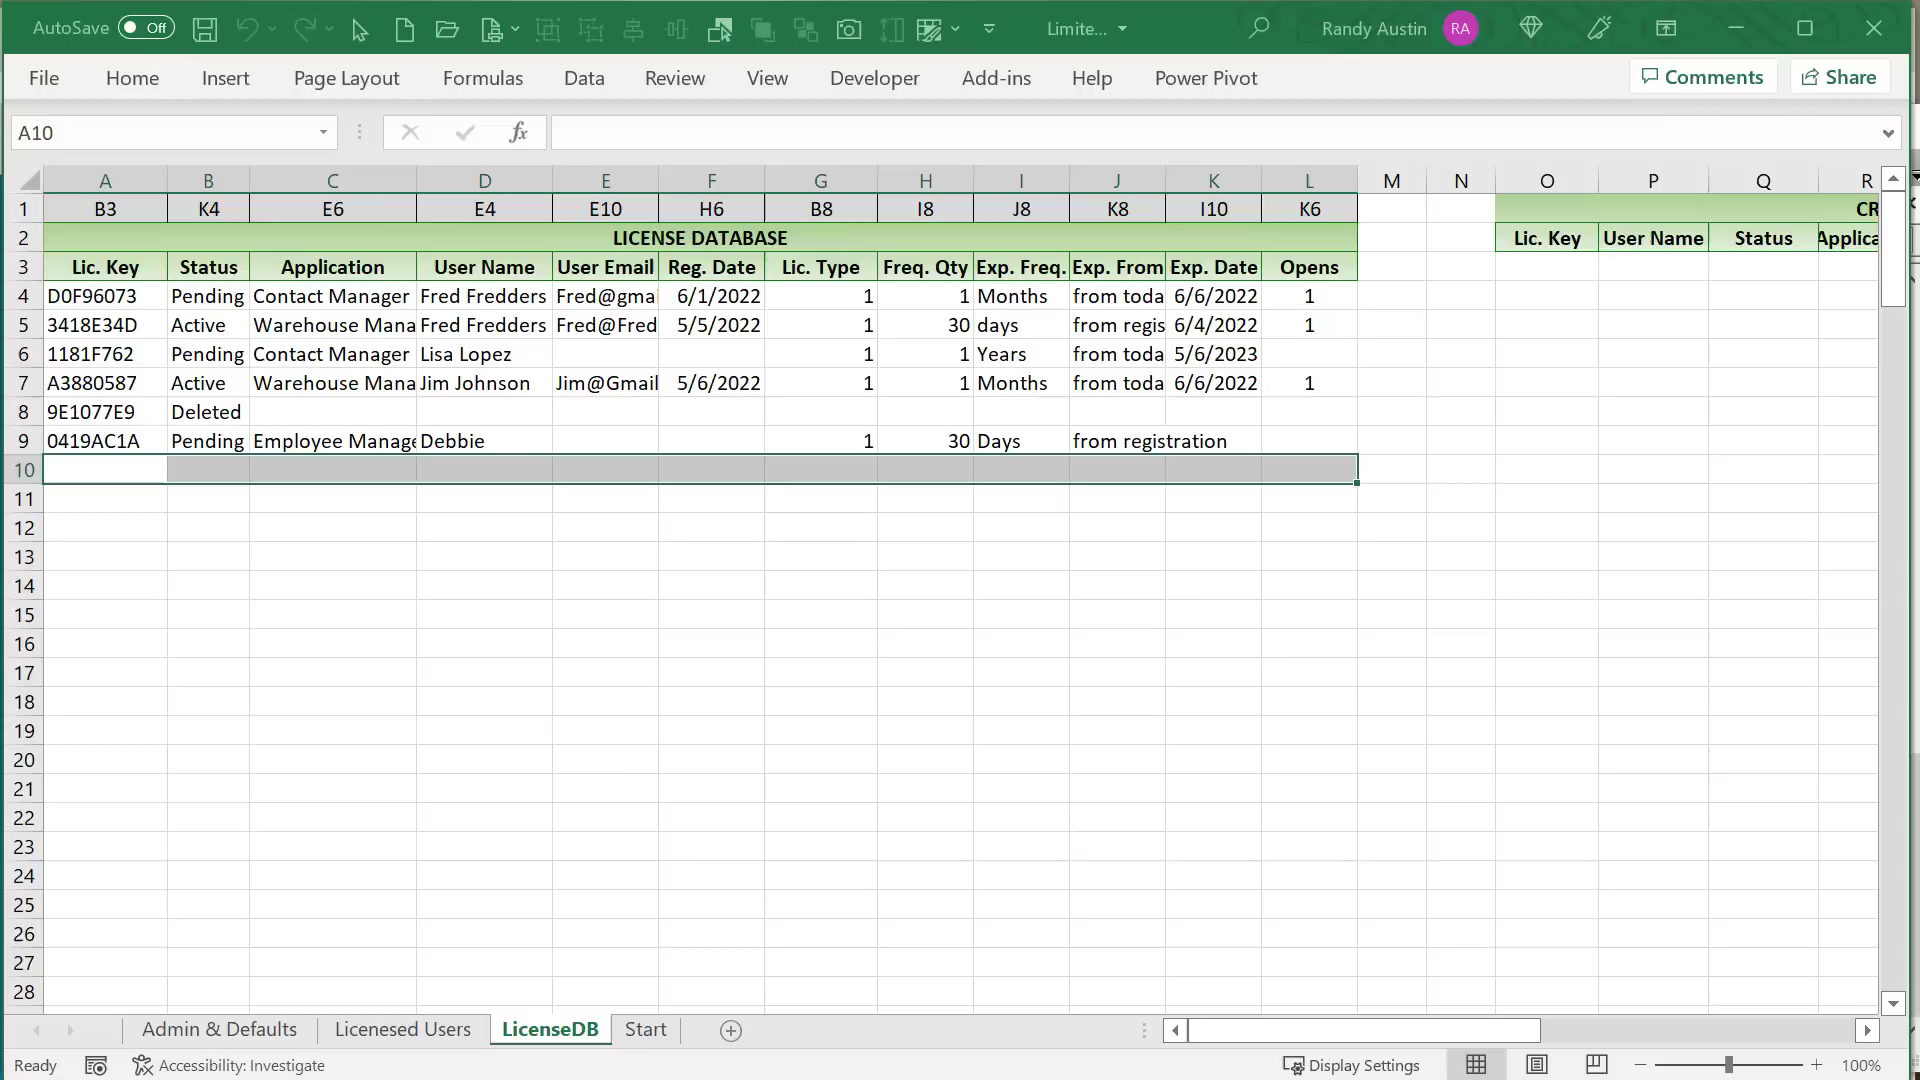 AutoSave Off Limite... Randy Austin RA
File Home Insert Page Layout Formulas Data Review View Developer Add-ins Help Power Pivot Comments Share
A10 fx
A B C D E F G H I J K L M N O P Q R
1 B3 K4 E6 E4 E10 H6 B8 I8 J8 K8 I10 K6 CR
2 LICENSE DATABASE Lic. Key User Name Status Applica
3 Lic. Key Status Application User Name User Email Reg. Date Lic. Type Freq. Qty Exp. Freq. Exp. From Exp. Date Opens
4 D0F96073 Pending Contact Manager Fred Fredders Fred@gmai 6/1/2022 1 1 Months from toda 6/6/2022 1
5 3418E34D Active Warehouse Mana Fred Fredders Fred@Fred 5/5/2022 1 30 days from regis 6/4/2022 1
6 1181F762 Pending Contact Manager Lisa Lopez 1 1 Years from toda 5/6/2023
7 A3880587 Active Warehouse Mana Jim Johnson Jim@Gmail 5/6/2022 1 1 Months from toda 6/6/2022 1
8 9E1077E9 Deleted
9 0419AC1A Pending Employee Manage Debbie 1 30 Days from registration
10
11
12
13
14
15
16
17
18
19
20
21
22
23
24
25
26
27
28
Admin & Defaults Licenesed Users LicenseDB Start
Ready Accessibility: Investigate Display Settings 100%